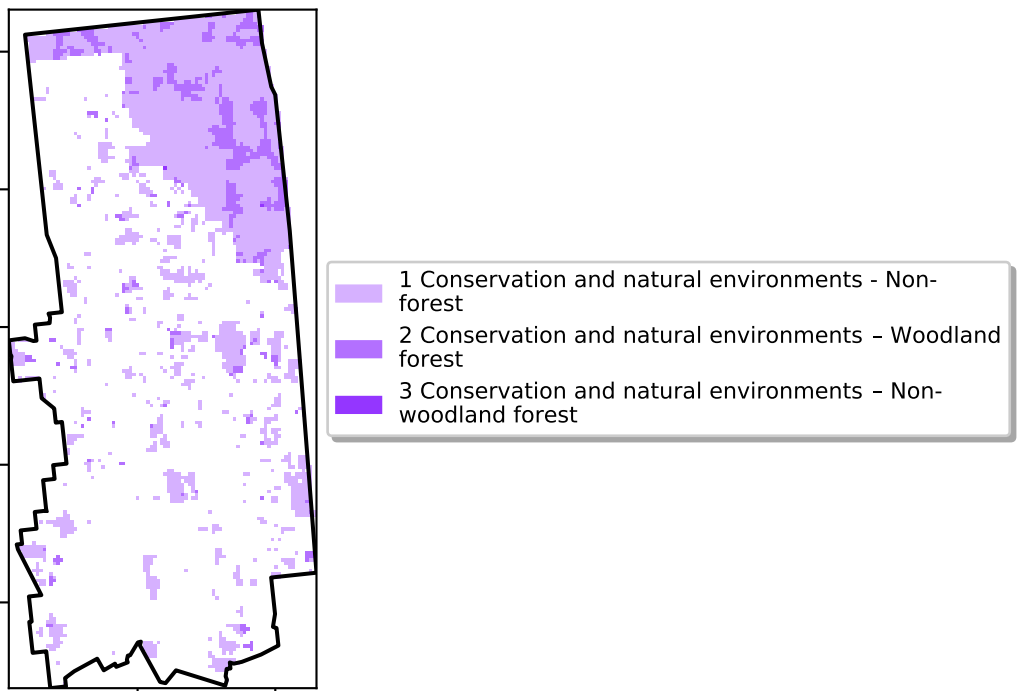 1 Conservation and natural environments - Non-
forest
2 Conservation and natural environments – Woodland
forest
3 Conservation and natural environments – Non-
woodland forest